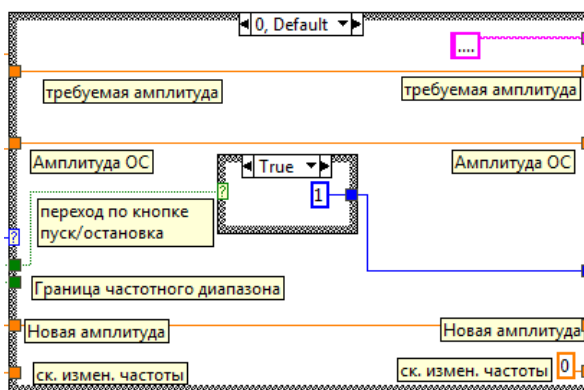 0, Default
....
требуемая амплитуда
требуемая амплитуда
Амплитуда ОС
True
Амплитуда ОС
?
1
переход по кнопке
пуск/остановка
?
Граница частотного диапазона
Новая амплитуда
Новая амплитуда
ск. измен. частоты
ск. измен. частоты
0